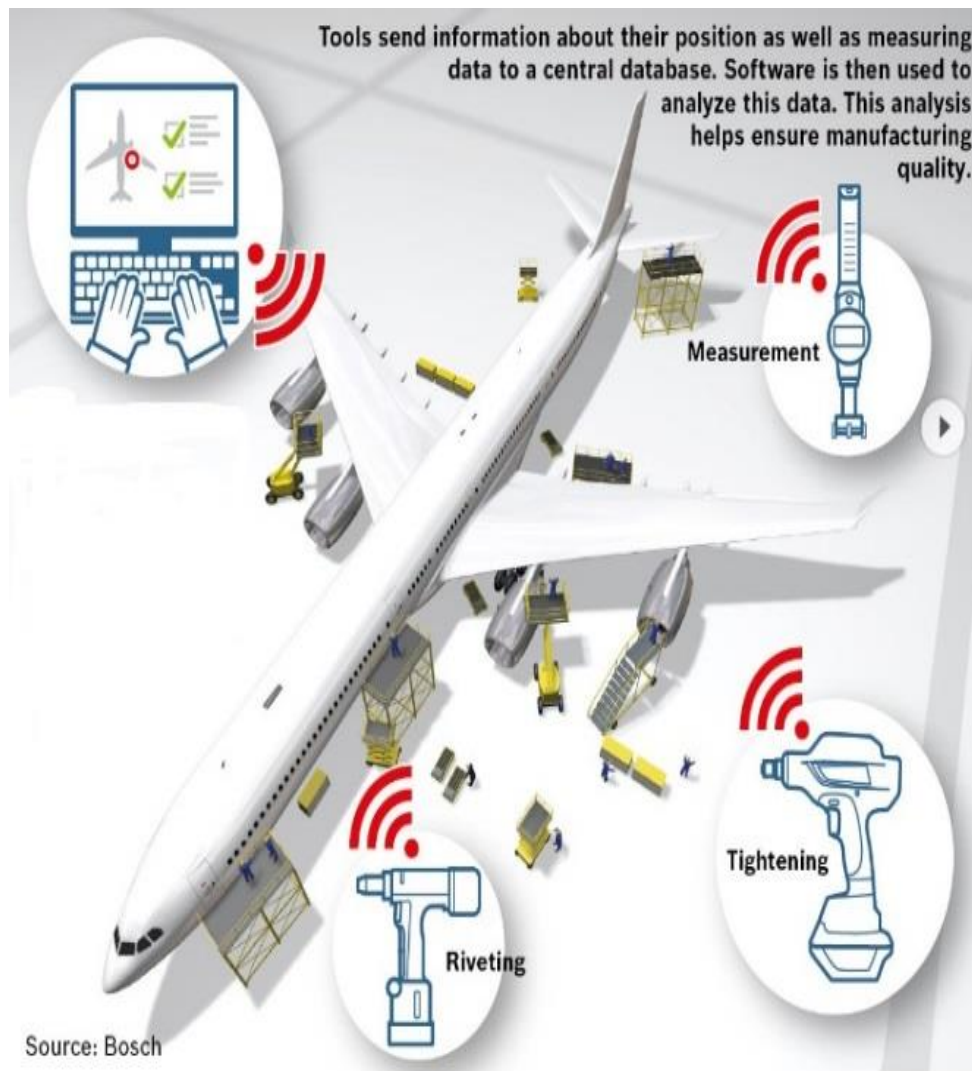 Tools send information about their position as well as measuring
data to a central database. Software is then used to
analyze this data. This analysis
helps ensure manufacturing
quality.
Measurement
Tightening
Riveting
Source: Bosch